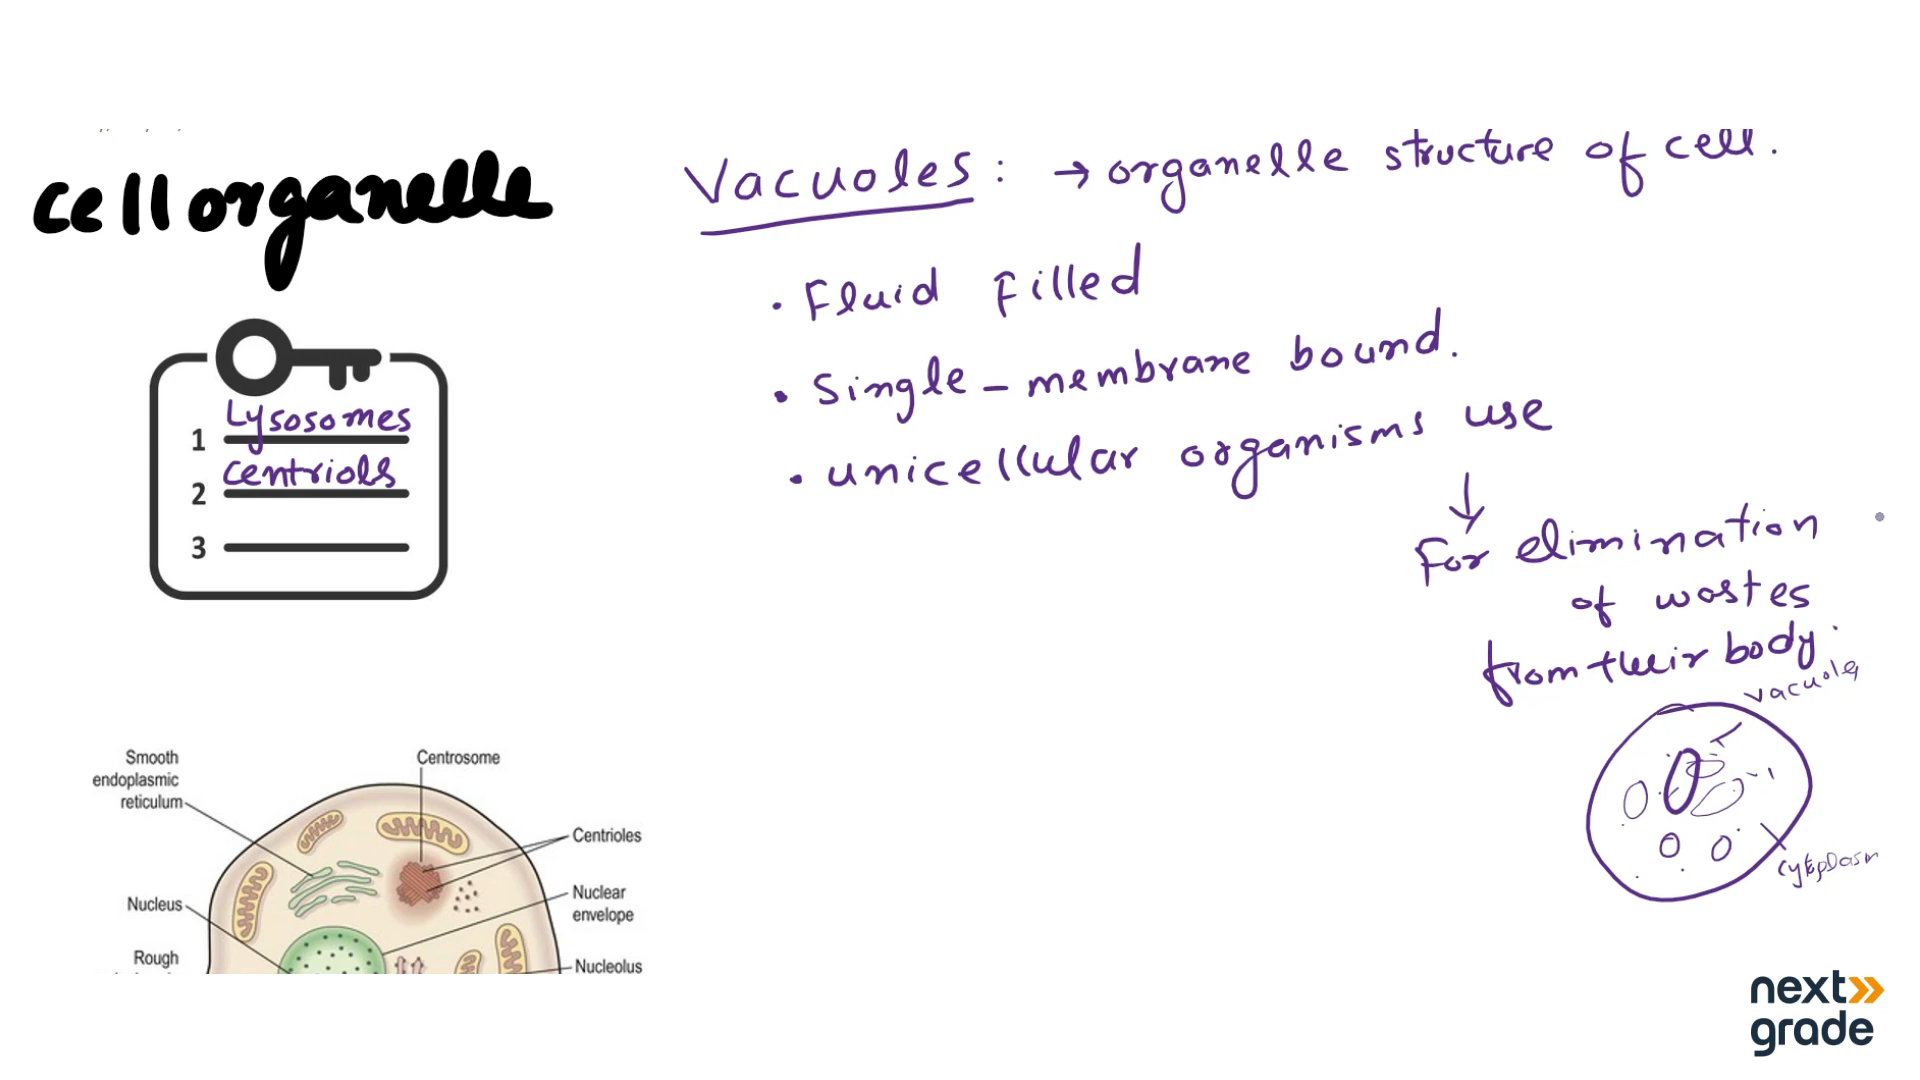 cell organelle
1 Lysosomes
2 centriols
3
Vacuoles : → organelle structure of cell.
• Fluid filled
• Single - membrane bound.
• unicellular organisms use
↓
For elimination
of wastes
from their body.
vacuoles
cytoplasm
Smooth
endoplasmic
reticulum
Centrosome
Centrioles
Nucleus
Nuclear
envelope
Rough
Nucleolus
next
grade